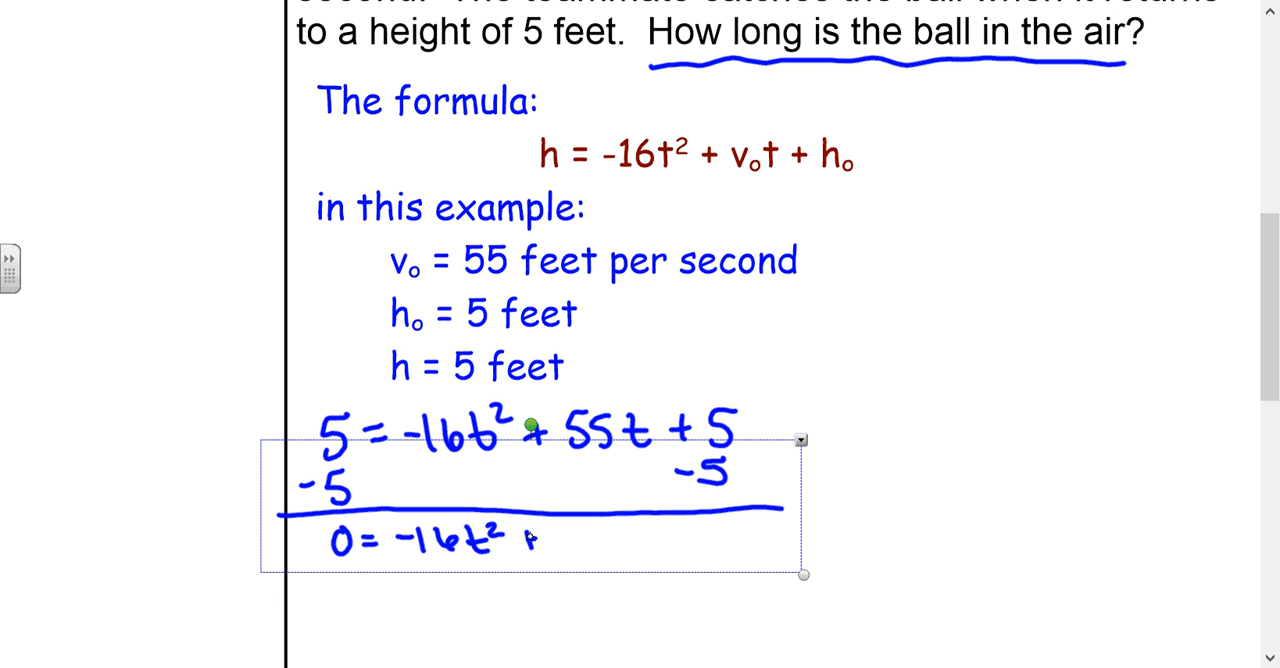 to a height of 5 feet. How long is the ball in the air?
The formula:
h = -16t² + v₀t + h₀
in this example:
v₀ = 55 feet per second
h₀ = 5 feet
h = 5 feet
5 = -16t² + 55t + 5
-5 -5
0 = -16t²